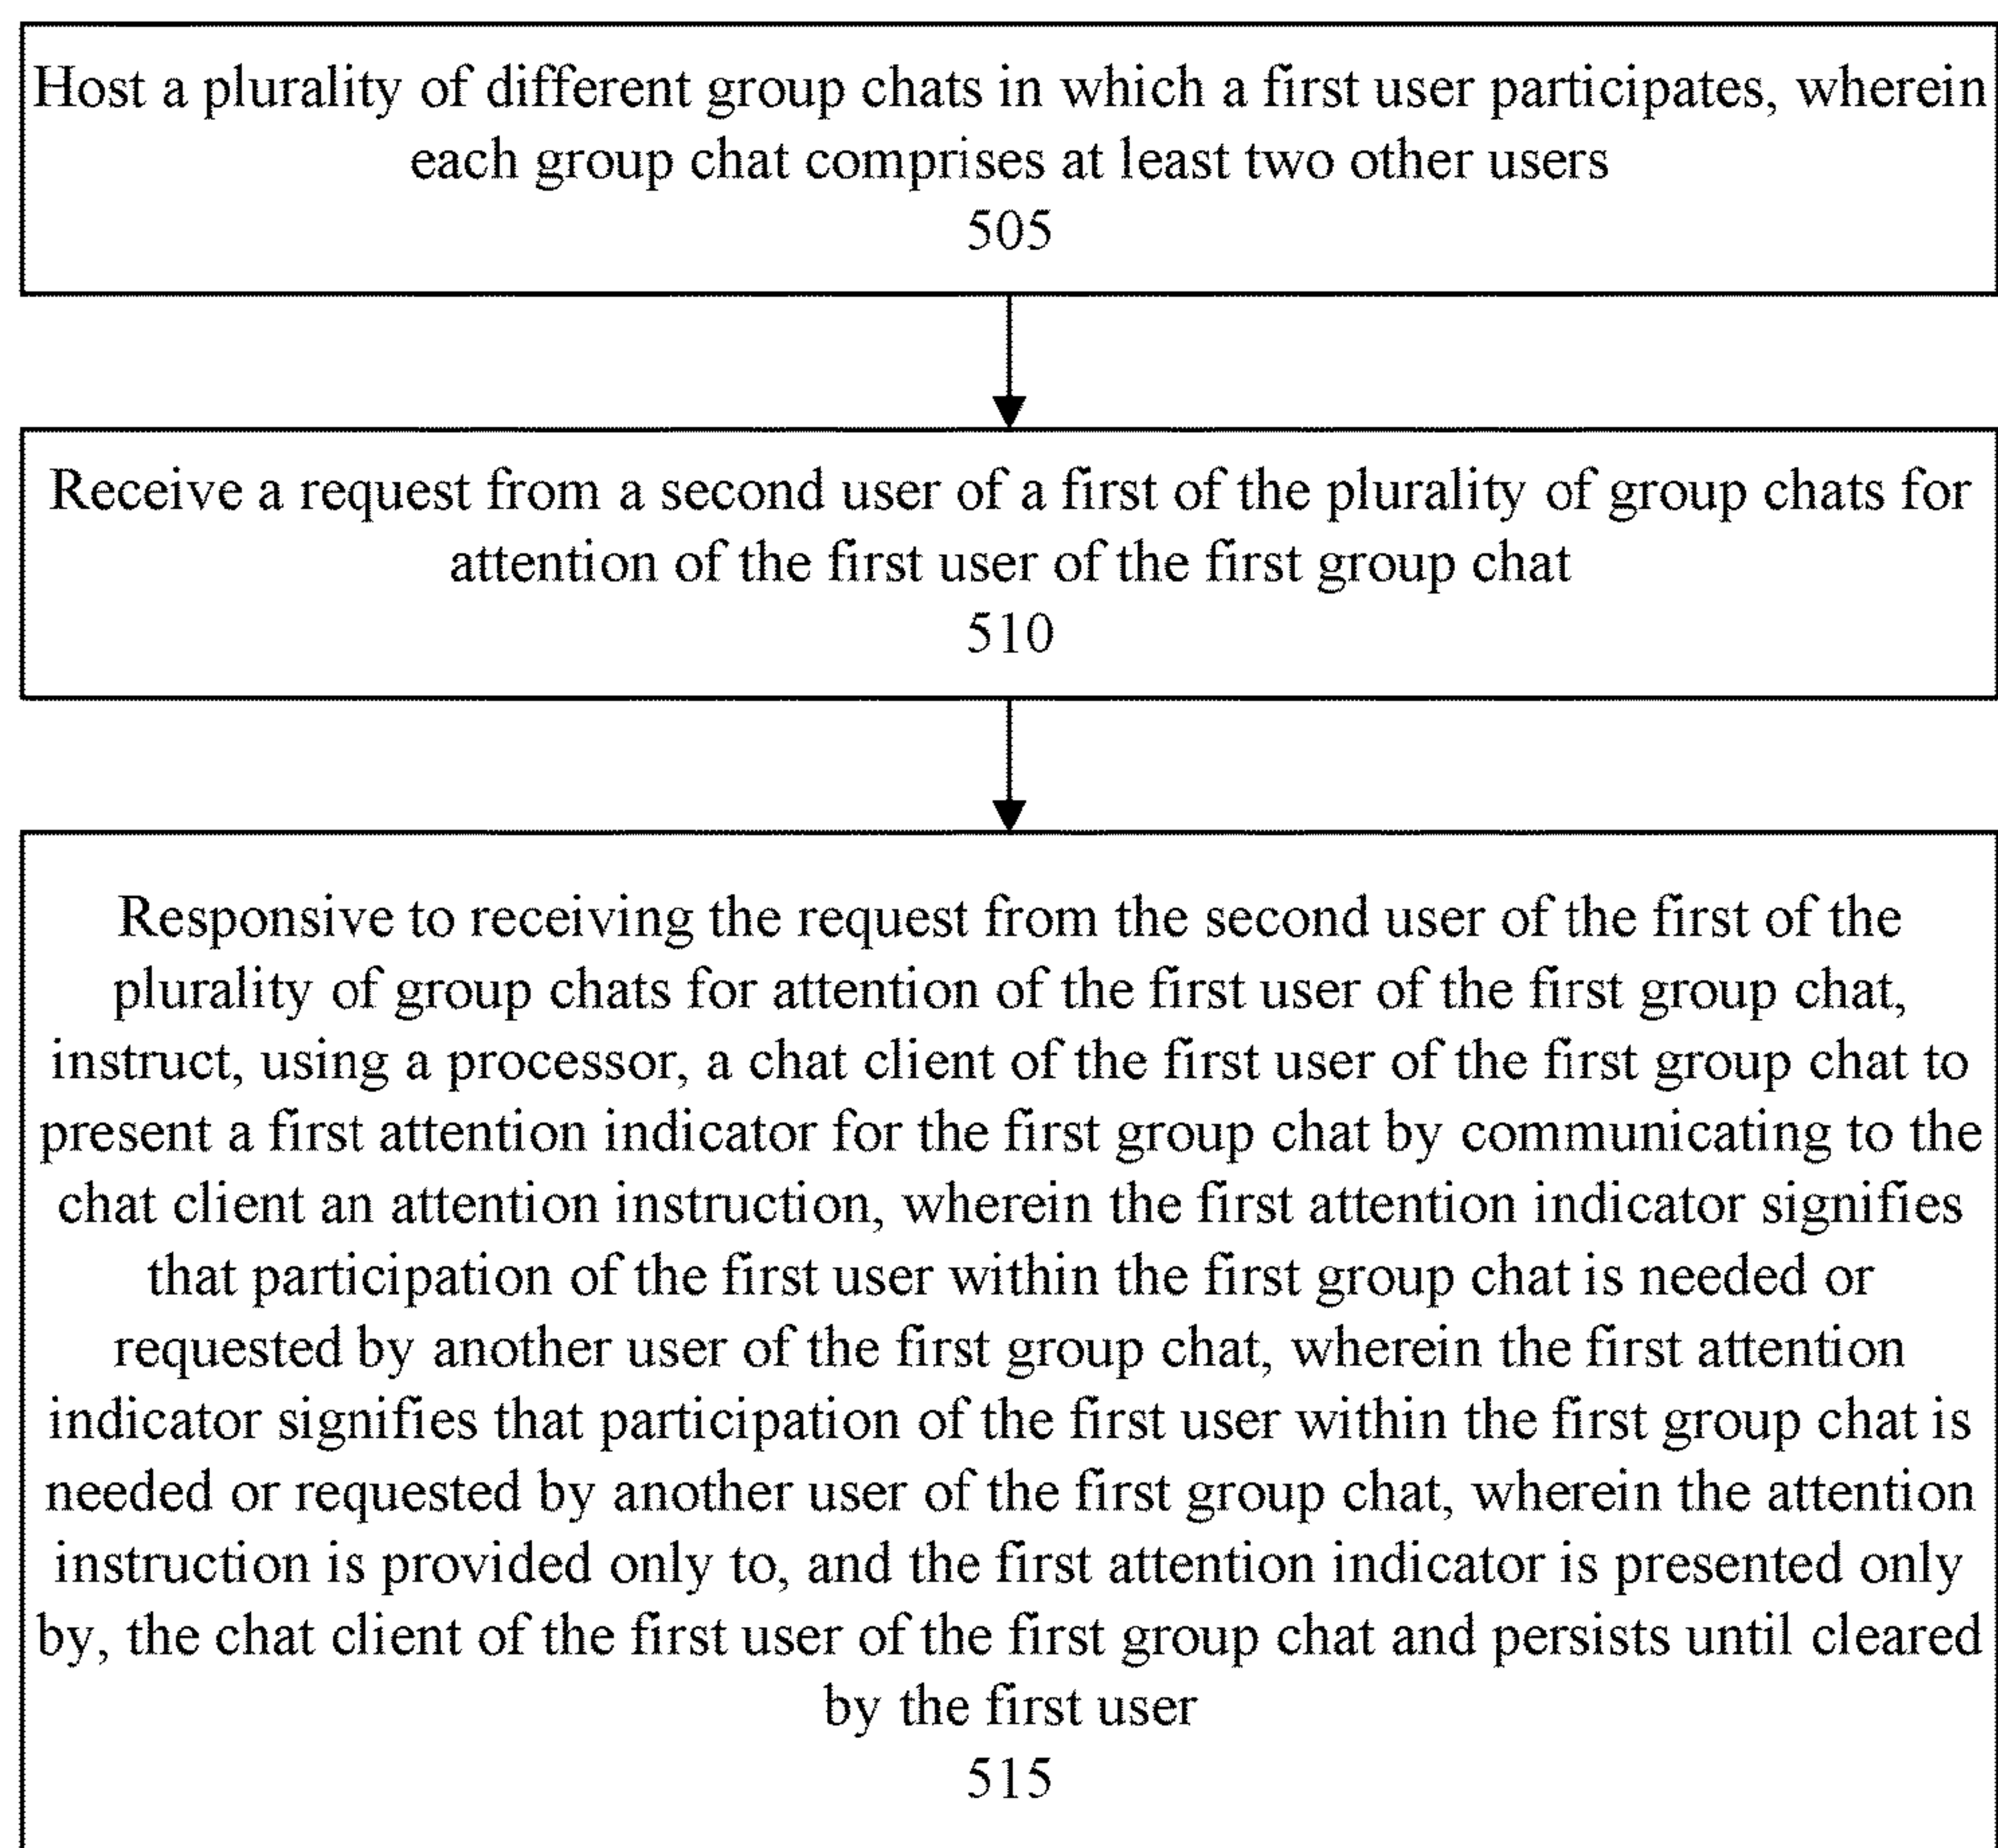 Host a plurality of different group chats in which a first user participates, wherein
each group chat comprises at least two other users
505
Receive a request from a second user of a first of the plurality of group chats for
attention of the first user of the first group chat
510
Responsive to receiving the request from the second user of the first of the
plurality of group chats for attention of the first user of the first group chat,
instruct, using a processor, a chat client of the first user of the first group chat to
present a first attention indicator for the first group chat by communicating to the
chat client an attention instruction, wherein the first attention indicator signifies
that participation of the first user within the first group chat is needed or
requested by another user of the first group chat, wherein the first attention
indicator signifies that participation of the first user within the first group chat is
needed or requested by another user of the first group chat, wherein the attention
instruction is provided only to, and the first attention indicator is presented only
by, the chat client of the first user of the first group chat and persists until cleared
by the first user
515